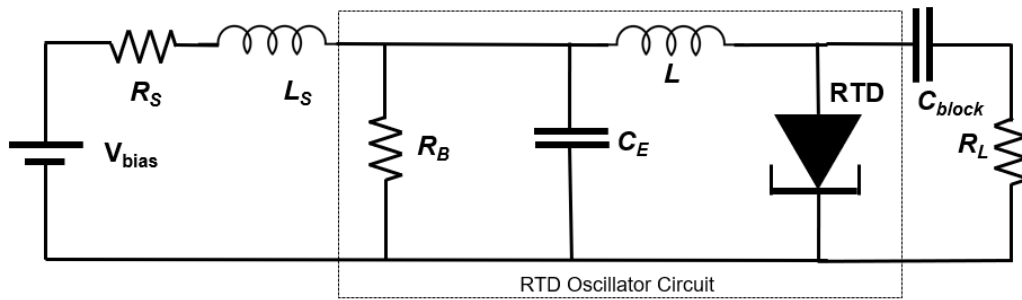 R_S
L_S
V_bias
R_B
C_E
L
RTD
C_block
R_L
RTD Oscillator Circuit